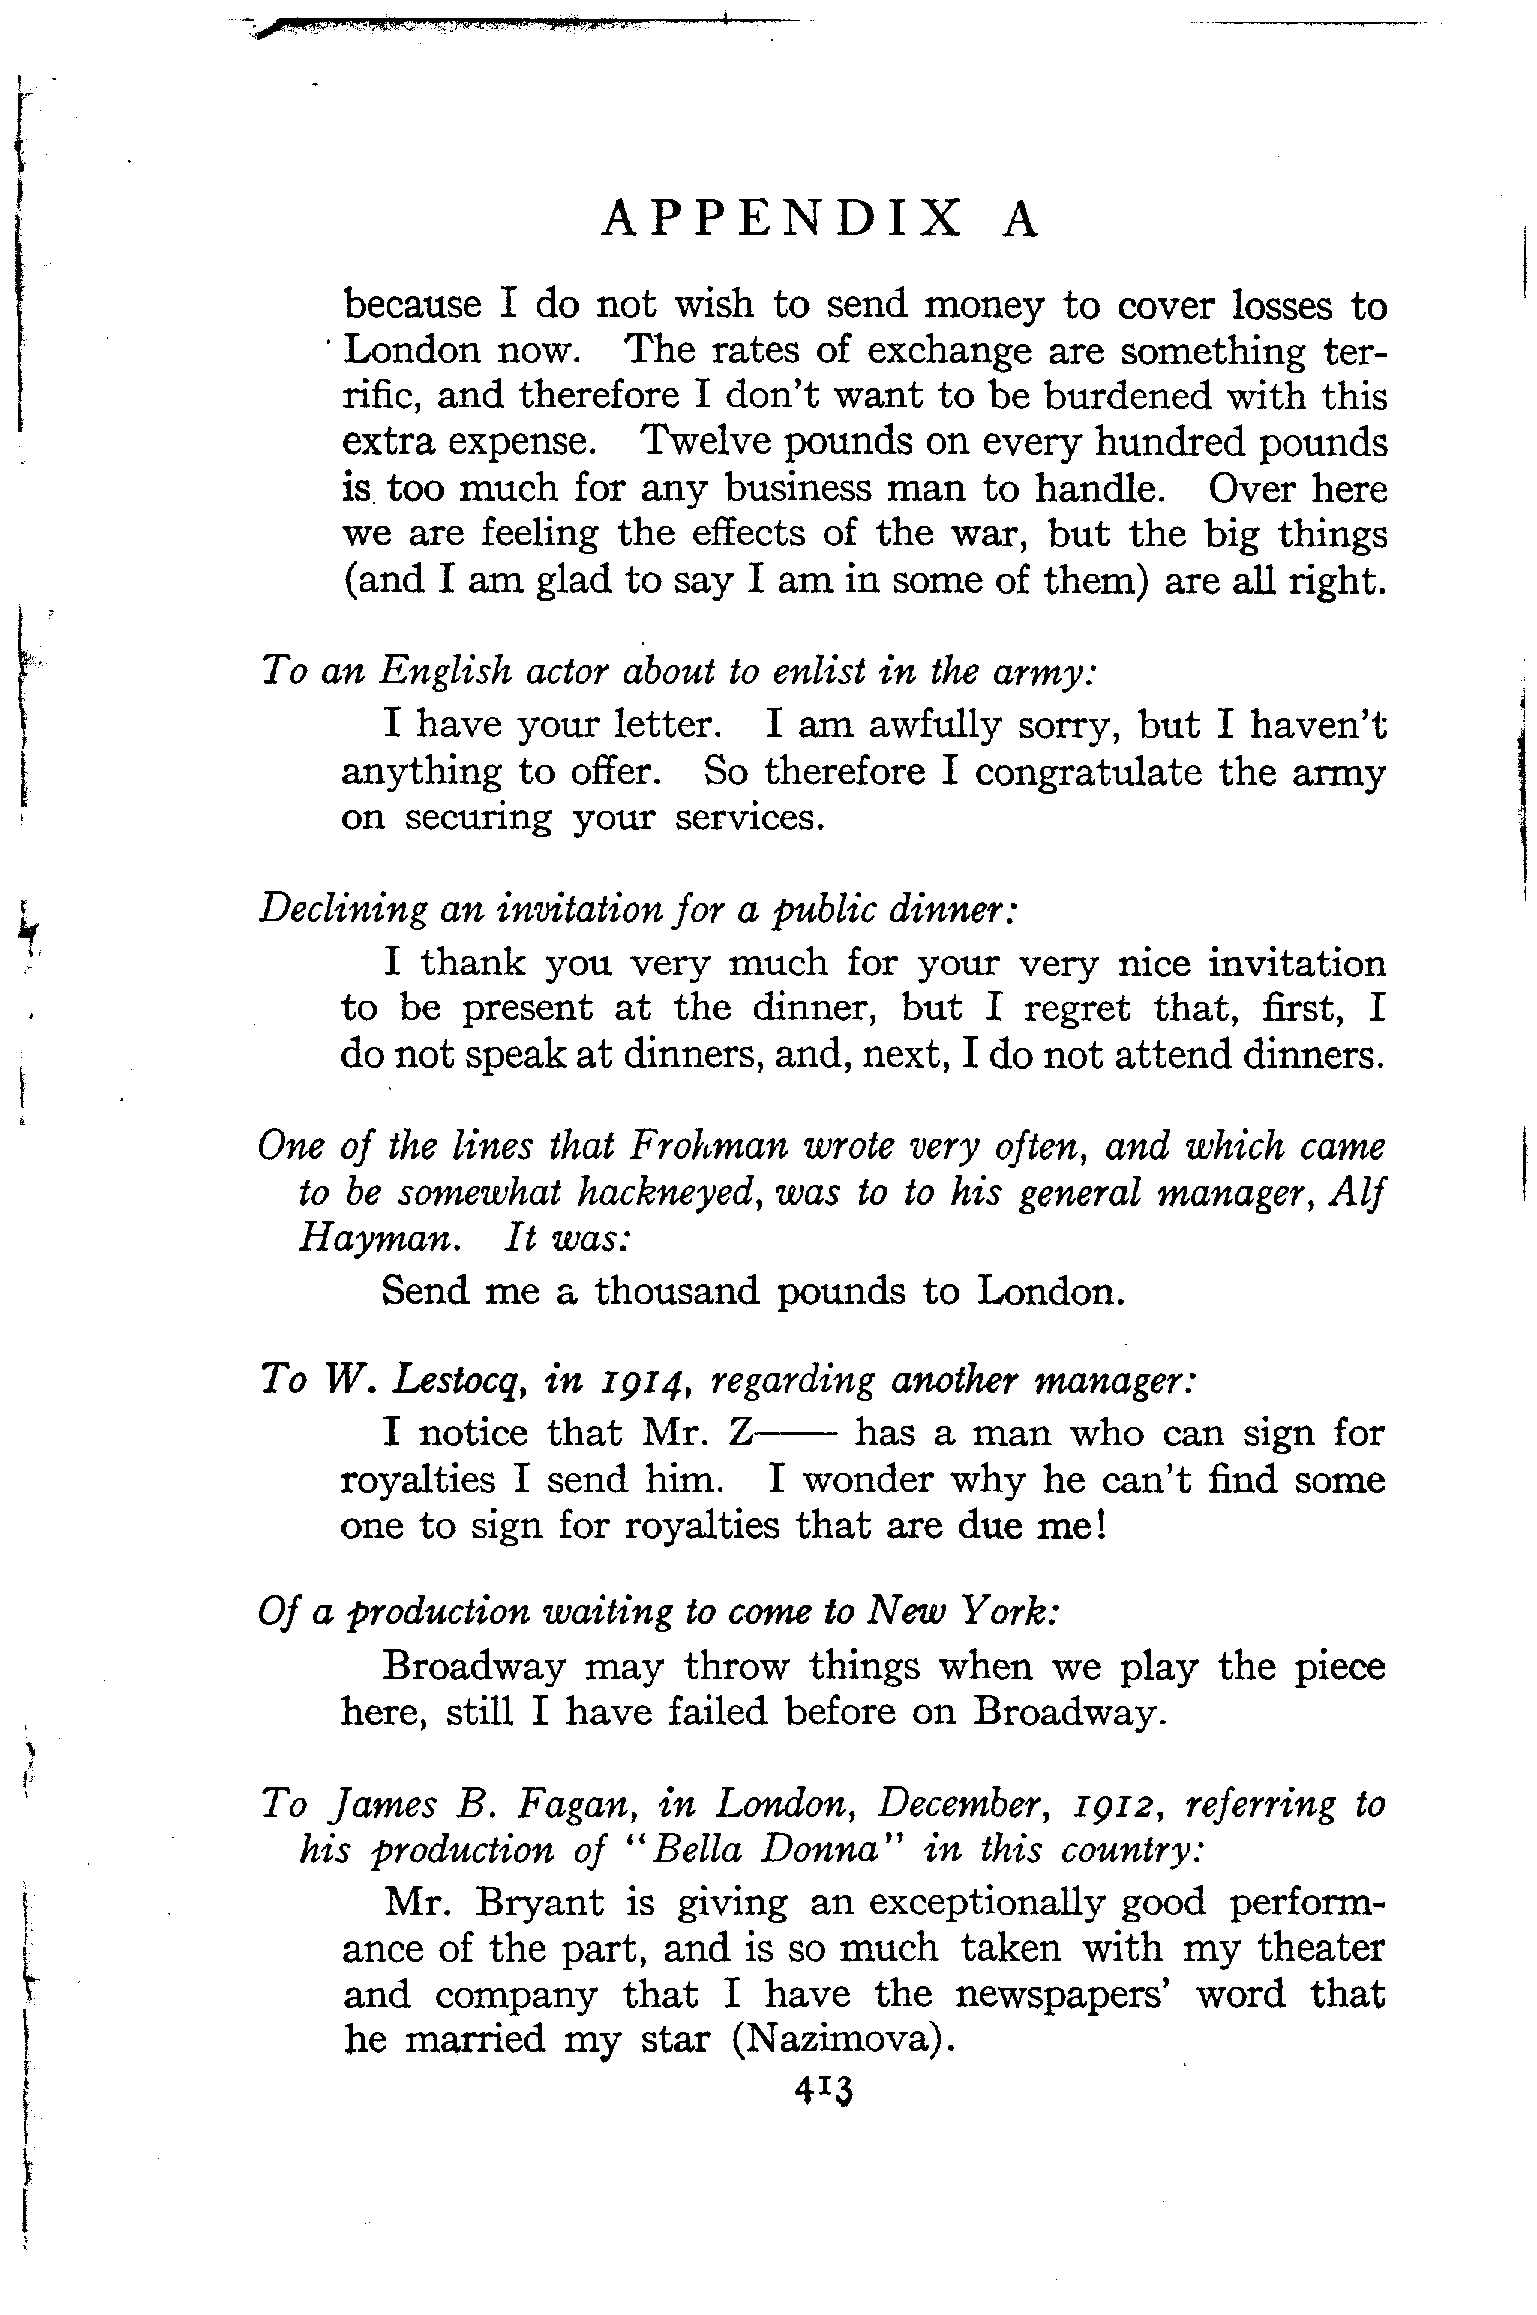 APPENDIX A
because I do not wish to send money to cover losses to
London now. The rates of exchange are something ter-
rific, and therefore I don't want to be burdened with this
extra expense. Twelve pounds on every hundred pounds
is too much for any business man to handle. Over here
we are feeling the effects of the war, but the big things
(and I am glad to say I am in some of them) are all right.
To an English actor about to enlist in the army:
I have your letter. I am awfully sorry, but I haven't
anything to offer. So therefore I congratulate the army
on securing your services.
Declining an invitation for a public dinner:
I thank you very much for your very nice invitation
to be present at the dinner, but I regret that, first, I
do not speak at dinners, and, next, I do not attend dinners.
One of the lines that Frohman wrote very often, and which came
to be somewhat hackneyed, was to to his general manager, Alf
Hayman. It was:
Send me a thousand pounds to London.
To W. Lestocq, in 1914, regarding another manager:
I notice that Mr. Z—— has a man who can sign for
royalties I send him. I wonder why he can't find some
one to sign for royalties that are due me!
Of a production waiting to come to New York:
Broadway may throw things when we play the piece
here, still I have failed before on Broadway.
To James B. Fagan, in London, December, 1912, referring to
his production of "Bella Donna" in this country:
Mr. Bryant is giving an exceptionally good perform-
ance of the part, and is so much taken with my theater
and company that I have the newspapers' word that
he married my star (Nazimova).
413